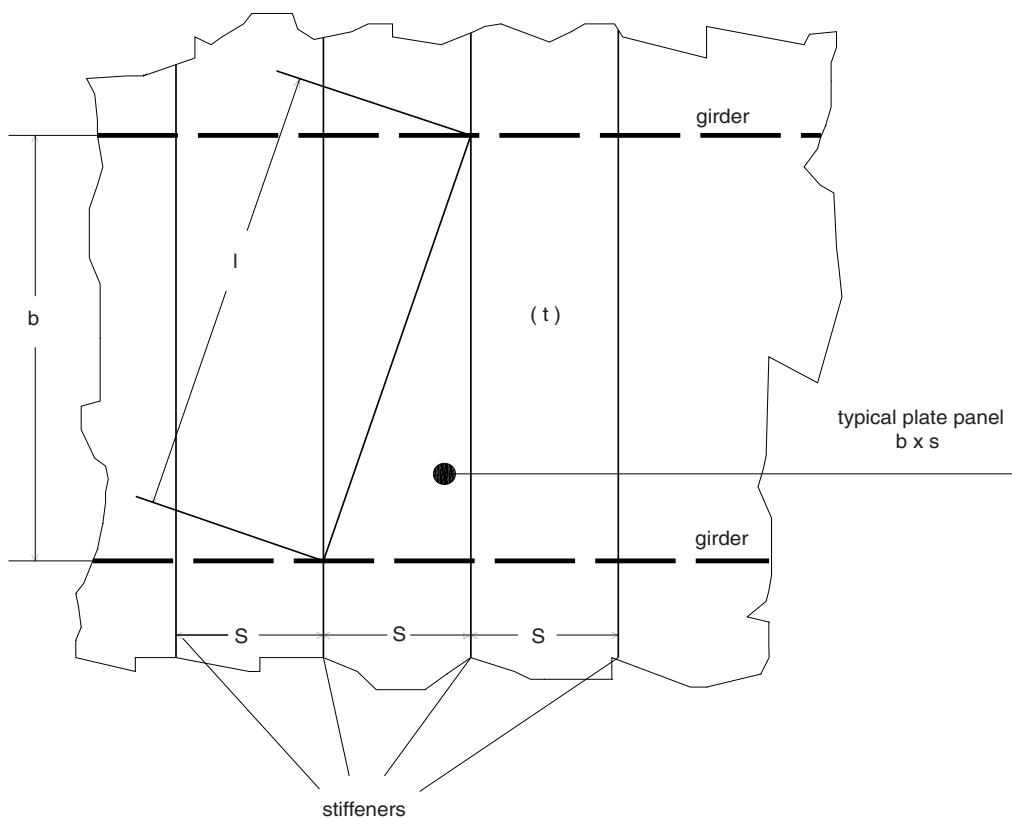 girder
l
b
( t )
typical plate panel
b x s
girder
S S S
stiffeners